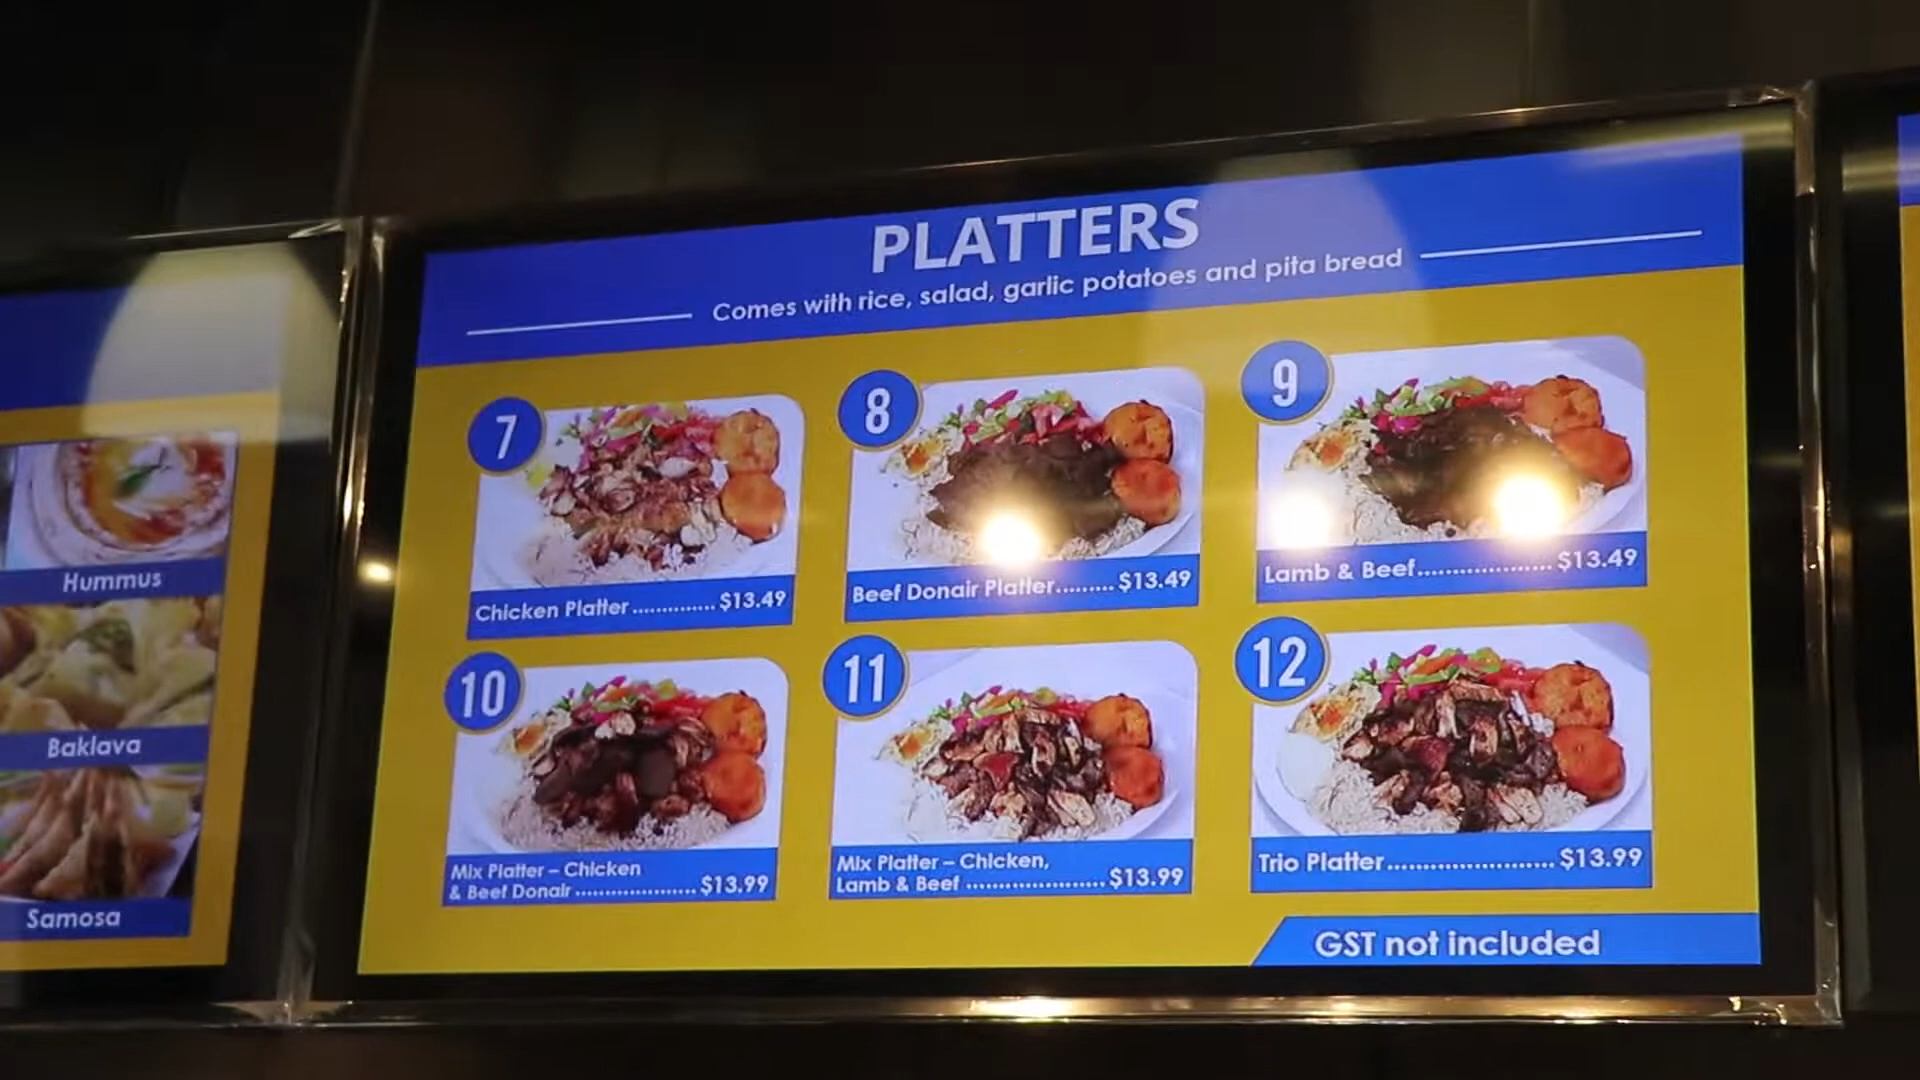 PLATTERS
Comes with rice, salad, garlic potatoes and pita bread
7
Chicken Platter.............. $13.49
8
Beef Donair Platter......... $13.49
9
Lamb & Beef................... $13.49
10
Mix Platter – Chicken
& Beef Donair .................... $13.99
11
Mix Platter – Chicken,
Lamb & Beef ....................... $13.99
12
Trio Platter........................ $13.99
GST not included
Hummus
Baklava
Samosa